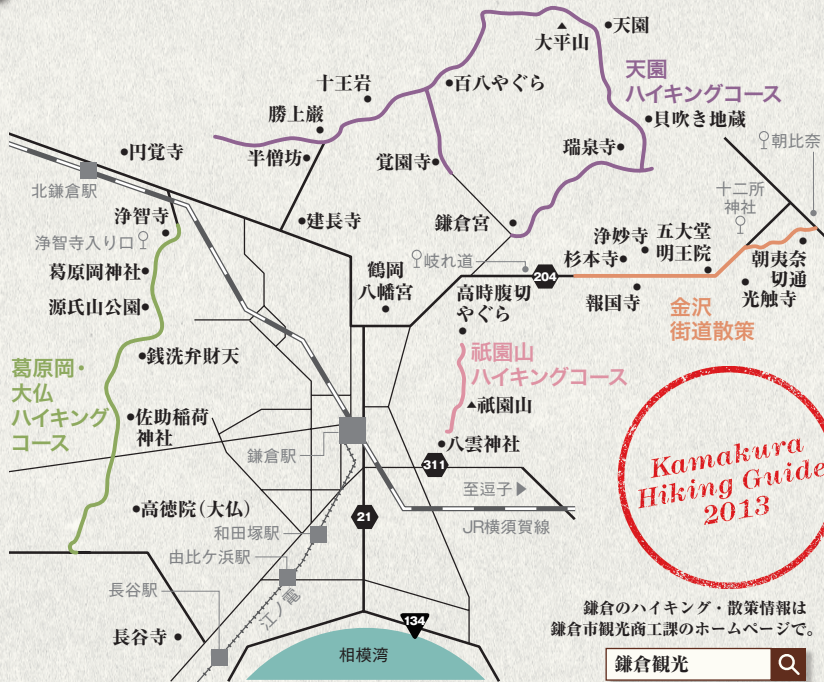 天園
大平山
天園
ハイキングコース
十王岩
百八やぐら
勝上巌
貝吹き地蔵
円覚寺
半僧坊
覚園寺
瑞泉寺
朝比奈
北鎌倉駅
十二所
神社
浄智寺
建長寺
鎌倉宮
浄智寺入り口
浄妙寺
五大堂
明王院
葛原岡神社
鶴岡
八幡宮
岐れ道
杉本寺
朝夷奈
切通
204
源氏山公園
高時腹切
やぐら
報国寺
光触寺
金沢
街道散策
銭洗弁財天
祇園山
ハイキングコース
葛原岡・
大仏
ハイキング
コース
佐助稲荷
神社
祇園山
鎌倉駅
八雲神社
311
Kamakura
Hiking Guide
2013
至逗子
高徳院(大仏)
21
和田塚駅
JR横須賀線
由比ケ浜駅
長谷駅
江ノ電
134
長谷寺
相模湾
鎌倉のハイキング・散策情報は
鎌倉市観光商工課のホームページで。
鎌倉観光